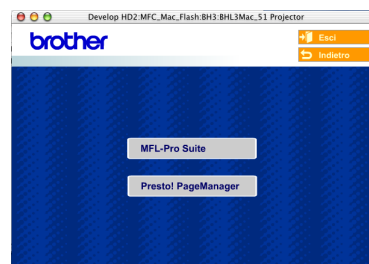 Develop HD2:MFC_Mac_Flash:BH3:BHL3Mac_51 Projector
brother
Esci
Indietro
MFL-Pro Suite
Presto! PageManager